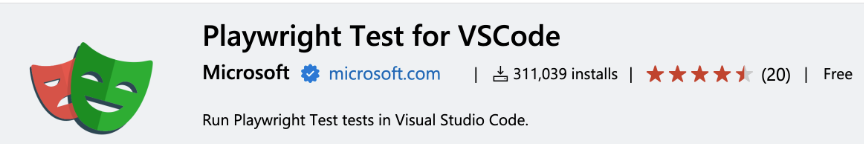 Playwright Test for VSCode
Microsoft microsoft.com | 311,039 installs | (20) | Free
Run Playwright Test tests in Visual Studio Code.